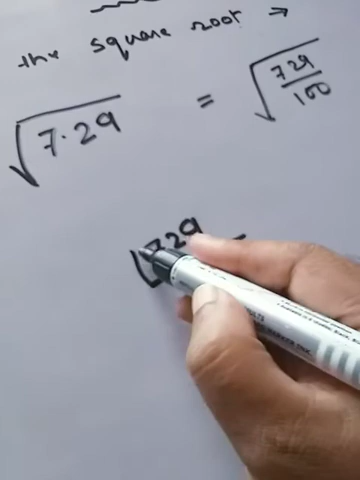 the square root →
√7.29 = √729/100
√729